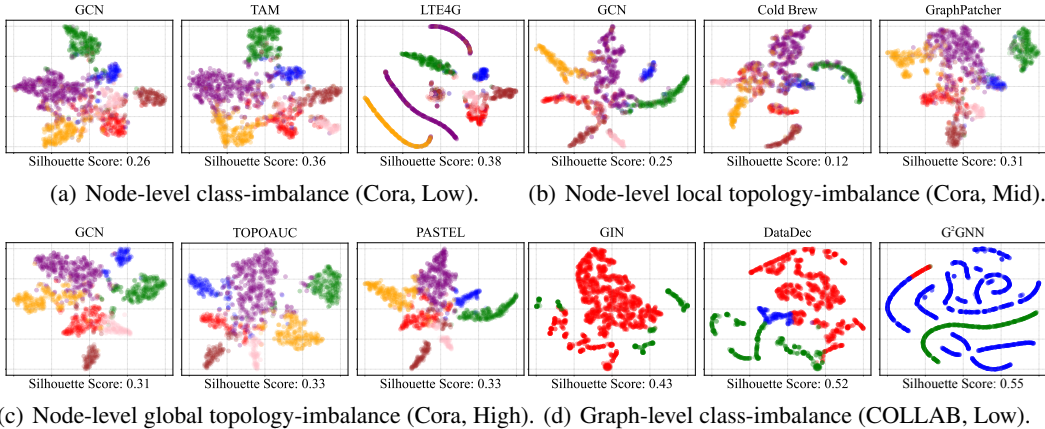 GCN TAM LTE4G GCN Cold Brew GraphPatcher
Silhouette Score: 0.26 Silhouette Score: 0.36 Silhouette Score: 0.38 Silhouette Score: 0.25 Silhouette Score: 0.12 Silhouette Score: 0.31
(a) Node-level class-imbalance (Cora, Low). (b) Node-level local topology-imbalance (Cora, Mid).
GCN TOPOAUC PASTEL GIN DataDec G²GNN
Silhouette Score: 0.31 Silhouette Score: 0.33 Silhouette Score: 0.33 Silhouette Score: 0.43 Silhouette Score: 0.52 Silhouette Score: 0.55
(c) Node-level global topology-imbalance (Cora, High). (d) Graph-level class-imbalance (COLLAB, Low).